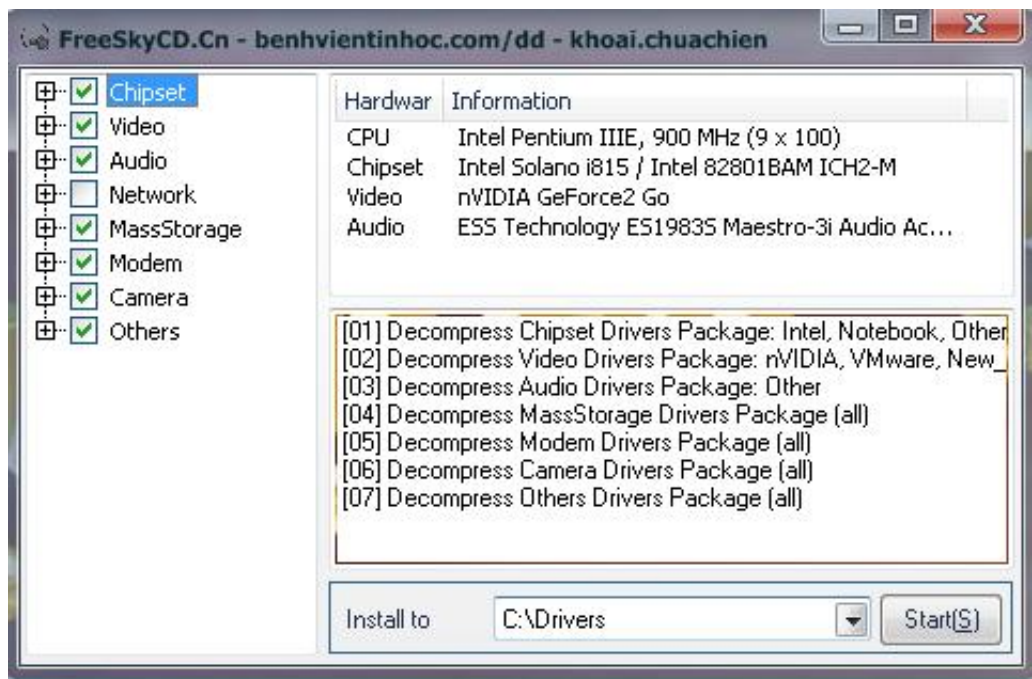 FreeSkyCD.Cn - benhvientinhoc.com/dd - khoai.chuachien
Chipset
Video
Audio
Network
MassStorage
Modem
Camera
Others
Hardwar Information
CPU Intel Pentium IIIE, 900 MHz (9 x 100)
Chipset Intel Solano i815 / Intel 82801BAM ICH2-M
Video nVIDIA GeForce2 Go
Audio ESS Technology ES1983S Maestro-3i Audio Ac...
[01] Decompress Chipset Drivers Package: Intel, Notebook, Other
[02] Decompress Video Drivers Package: nVIDIA, VMware, New_
[03] Decompress Audio Drivers Package: Other
[04] Decompress MassStorage Drivers Package (all)
[05] Decompress Modem Drivers Package (all)
[06] Decompress Camera Drivers Package (all)
[07] Decompress Others Drivers Package (all)
Install to C:\Drivers Start(S)